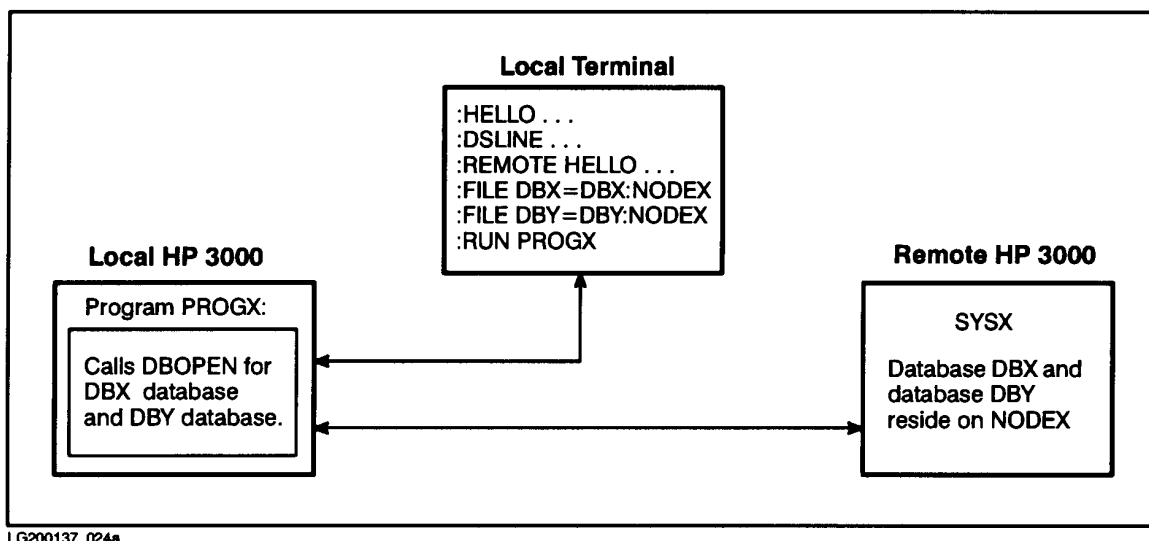 Local Terminal
:HELLO . . .
:DSLINE . . .
:REMOTE HELLO . . .
:FILE DBX=DBX:NODEX
:FILE DBY=DBY:NODEX
:RUN PROGX
Local HP 3000
Program PROGX:
Calls DBOPEN for
DBX database
and DBY database.
Remote HP 3000
SYSX
Database DBX and
database DBY
reside on NODEX
LG200137_024a